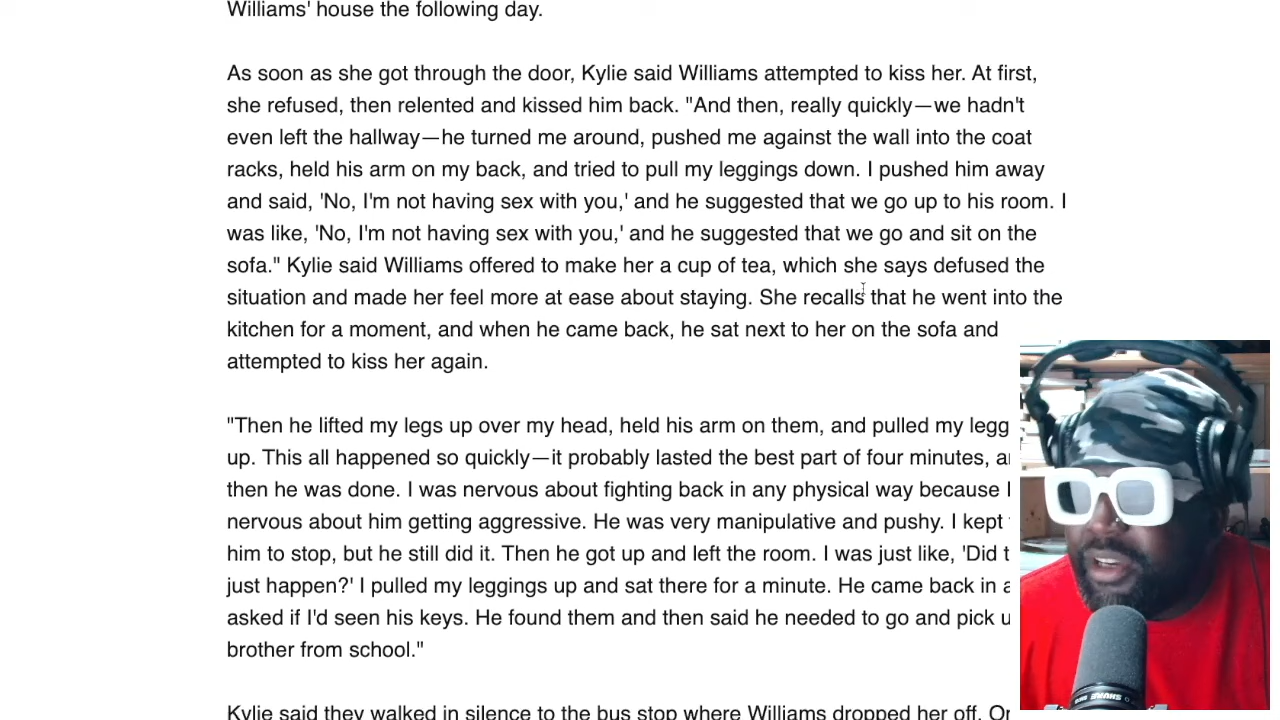 Williams' house the following day.
As soon as she got through the door, Kylie said Williams attempted to kiss her. At first,
she refused, then relented and kissed him back. "And then, really quickly—we hadn't
even left the hallway—he turned me around, pushed me against the wall into the coat
racks, held his arm on my back, and tried to pull my leggings down. I pushed him away
and said, 'No, I'm not having sex with you,' and he suggested that we go up to his room. I
was like, 'No, I'm not having sex with you,' and he suggested that we go and sit on the
sofa." Kylie said Williams offered to make her a cup of tea, which she says defused the
situation and made her feel more at ease about staying. She recalls that he went into the
kitchen for a moment, and when he came back, he sat next to her on the sofa and
attempted to kiss her again.
"Then he lifted my legs up over my head, held his arm on them, and pulled my legg
up. This all happened so quickly—it probably lasted the best part of four minutes,
then he was done. I was nervous about fighting back in any physical way because I
nervous about him getting aggressive. He was very manipulative and pushy. I kept
him to stop, but he still did it. Then he got up and left the room. I was just like, 'Did
just happen?' I pulled my leggings up and sat there for a minute. He came back in
asked if I'd seen his keys. He found them and then said he needed to go and pick
brother from school."
Kylie said they walked in silence to the bus stop where Williams dropped her off.
SHURE